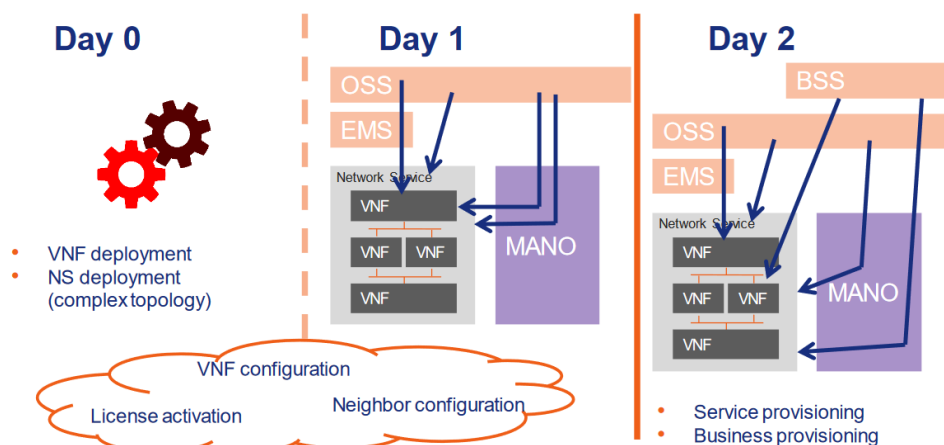 Day 0
• VNF deployment
• NS deployment
(complex topology)
Day 1
OSS
EMS
Network Service
VNF
VNF VNF
VNF
MANO
VNF configuration
License activation
Neighbor configuration
Day 2
BSS
OSS
EMS
Network Service
VNF
VNF VNF
VNF
MANO
• Service provisioning
• Business provisioning